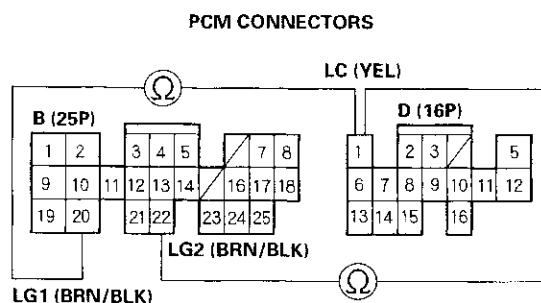 PCM CONNECTORS
LC (YEL)
Ω
B (25P)
D (16P)
1 2 3 4 5 7 8
9 10 11 12 13 14 16 17 18
19 20 21 22 23 24 25
1 2 3 5
6 7 8 9 10 11 12
13 14 15 16
LG2 (BRN/BLK)
Ω
LG1 (BRN/BLK)